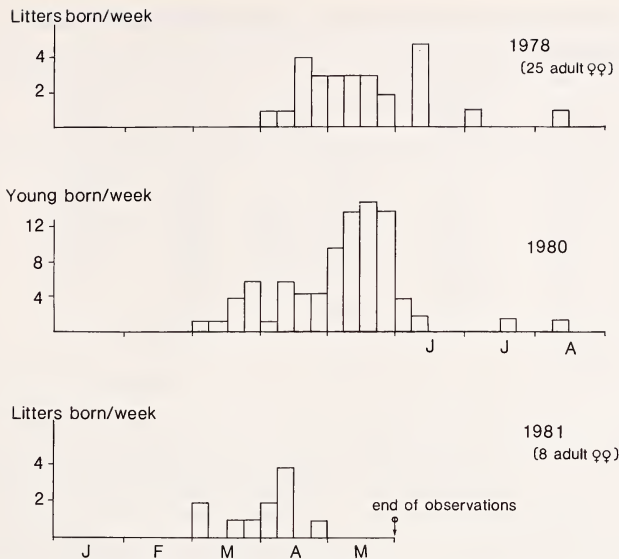 Litters born/week
4
2
1978
(25 adult ♀♀)
Young born/week
12
8
4
1980
J J A
Litters born/week
4
2
1981
(8 adult ♀♀)
end of observations
J F M A M